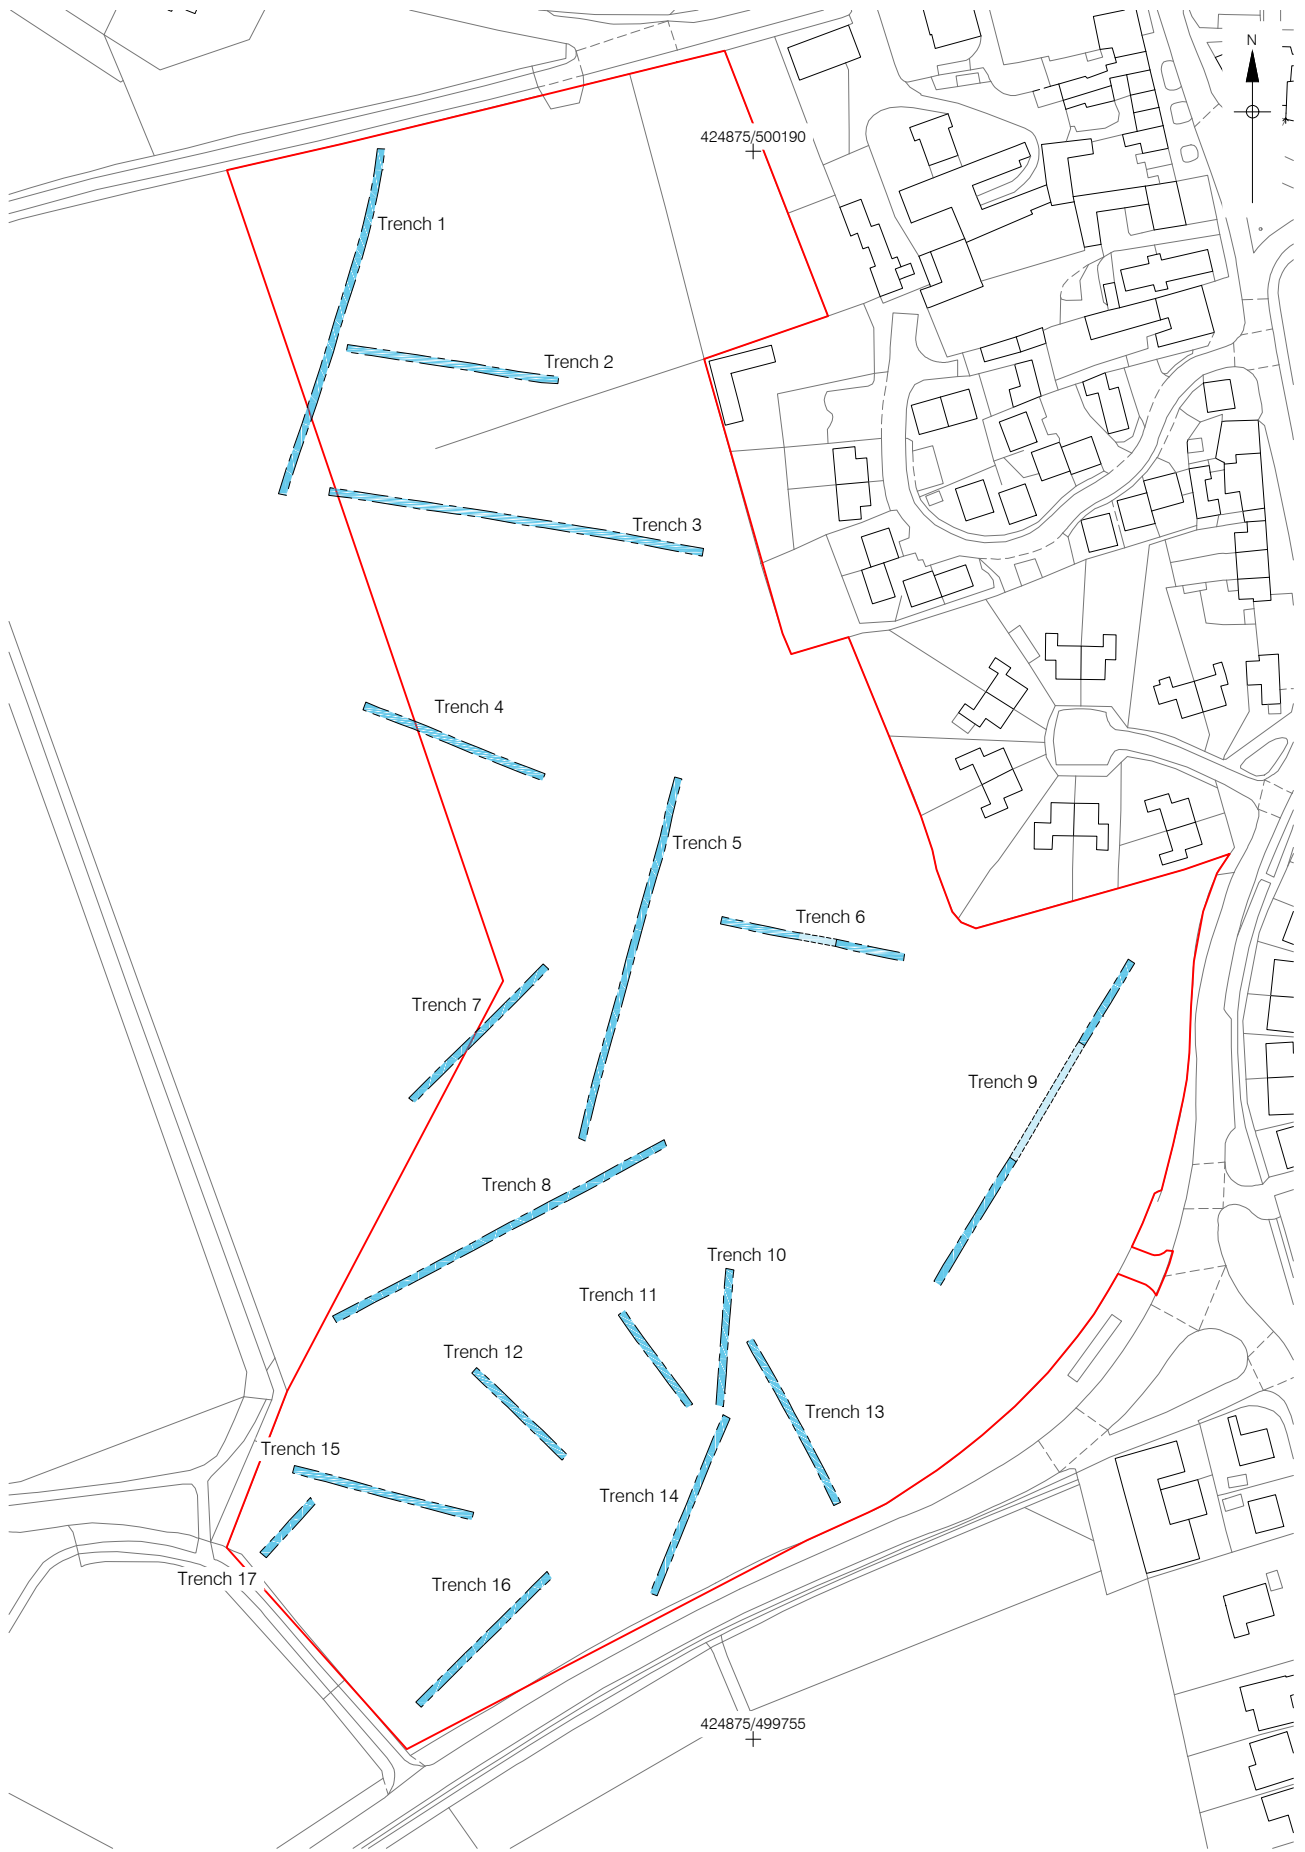 N
424875/500190
Trench 1
Trench 2
Trench 3
Trench 4
Trench 5
Trench 6
Trench 7
Trench 9
Trench 8
Trench 10
Trench 11
Trench 12
Trench 13
Trench 15
Trench 14
Trench 17
Trench 16
424875/499755